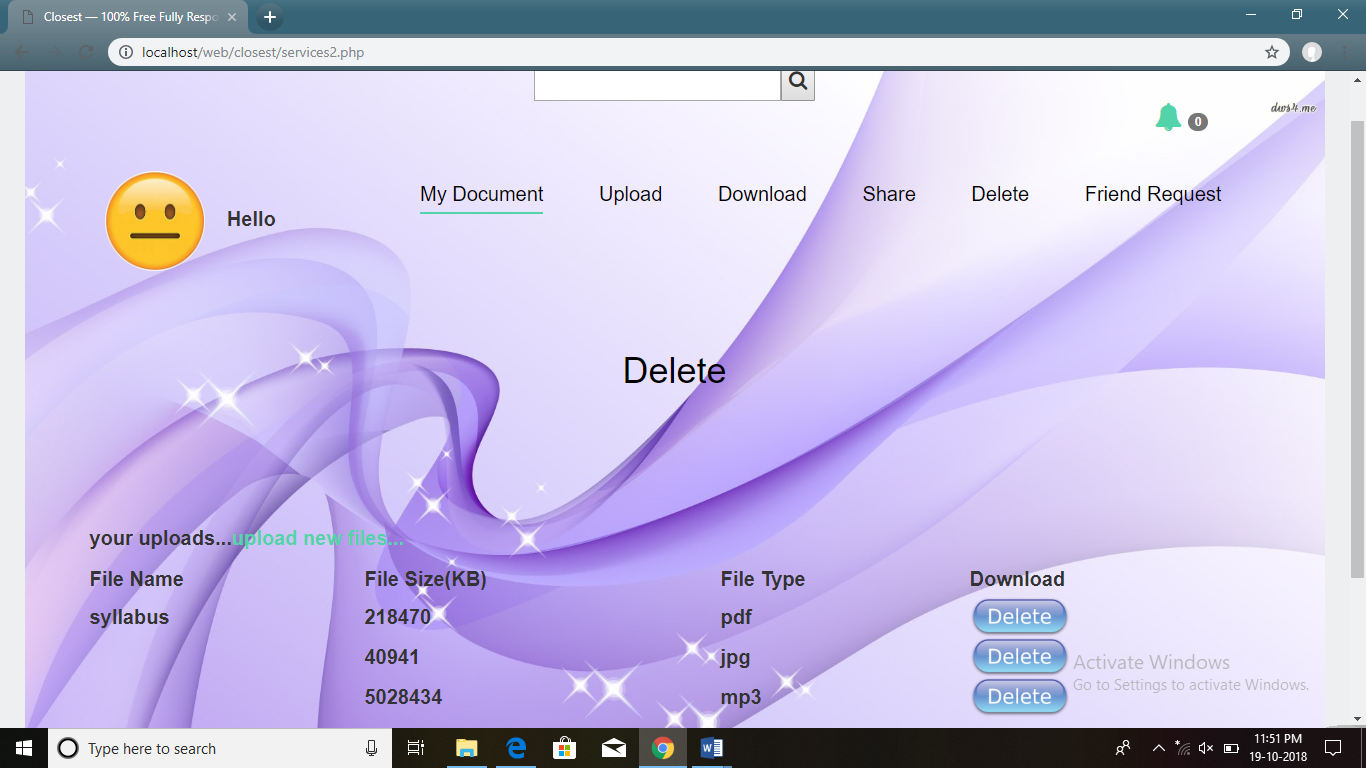 Closest — 100% Free Fully Respo
localhost/web/closest/services2.php
0
dws4.me
My Document Upload Download Share Delete Friend Request
Hello
Delete
your uploads...upload new files...
File Name File Size(KB) File Type Download
syllabus 218470 pdf Delete
40941 jpg Delete
5028434 mp3 Delete
Activate Windows
Go to Settings to activate Windows.
Type here to search
11:51 PM
19-10-2018